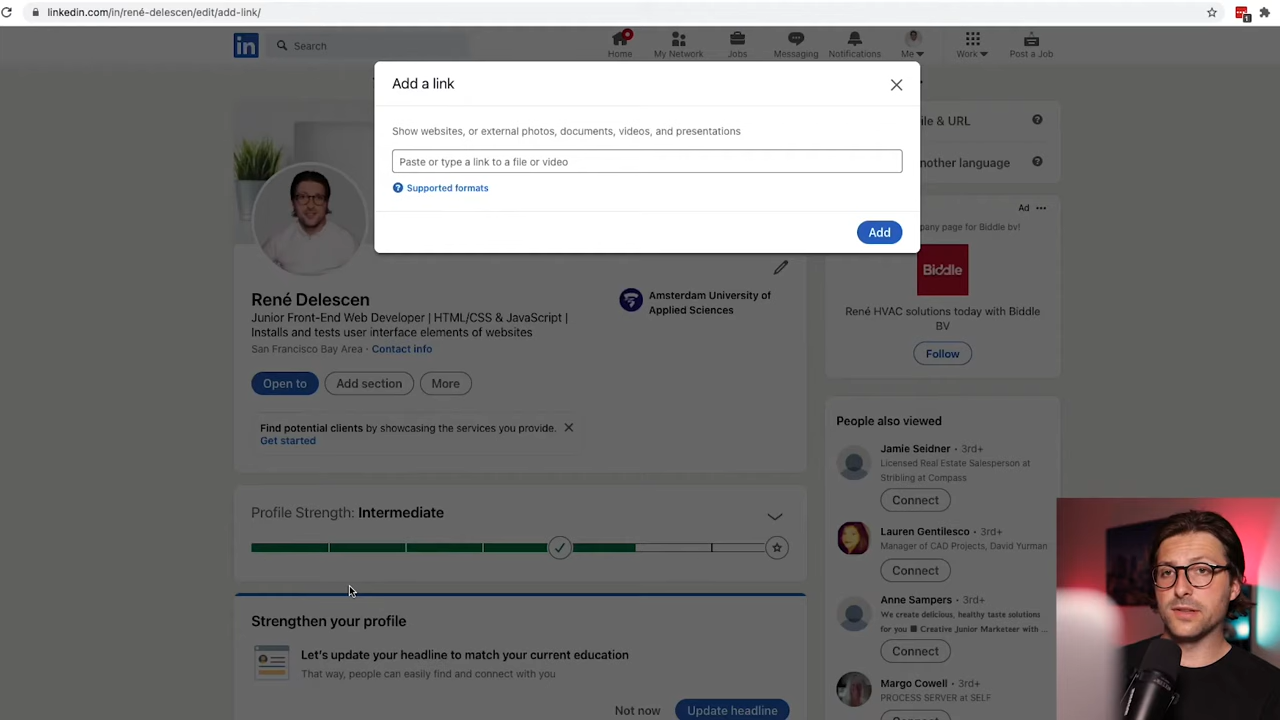 linkedin.com/in/rené-delescen/edit/add-link/
1
in
Search
Home
My Network
Jobs
Messaging
Notifications
Me
Work
Post a Job
Add a link
Show websites, or external photos, documents, videos, and presentations
Paste or type a link to a file or video
? Supported formats
Add
René Delescen
Junior Front-End Web Developer | HTML/CSS & JavaScript |
Installs and tests user interface elements of websites
San Francisco Bay Area · Contact info
Amsterdam University of
Applied Sciences
Open to
Add section
More
Find potential clients by showcasing the services you provide.
Get started
Profile Strength: Intermediate
Strengthen your profile
Let's update your headline to match your current education
That way, people can easily find and connect with you
Not now
Update headline
& URL
nother language
Ad
page for Biddle bv!
Biddle
René HVAC solutions today with Biddle
BV
Follow
People also viewed
Jamie Seidner · 3rd+
Licensed Real Estate Salesperson at
Stribling at Compass
Connect
Lauren Gentilesco · 3rd+
Manager of CAD Projects, David Yurman
Connect
Anne Sampers · 3rd+
We create delicious, healthy taste solutions
for you ■ Creative Junior Marketeer with ...
Connect
Margo Cowell · 3rd+
PROCESS SERVER at SELF